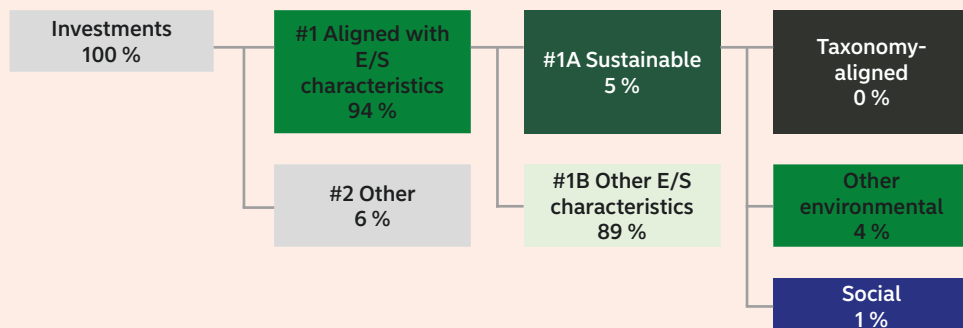 Investments
100 %
#1 Aligned with
E/S
characteristics
94 %
#1A Sustainable
5 %
Taxonomy-
aligned
0 %
#2 Other
6 %
#1B Other E/S
characteristics
89 %
Other
environmental
4 %
Social
1 %